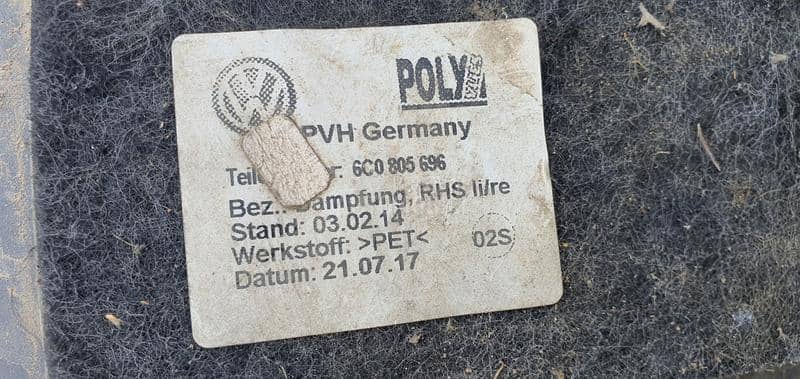 POLY
PVH Germany
6C0 805 696
Bez.: Dämpfung, RHS li/re
Stand: 03.02.14
Werkstoff: >PET< 02S
Datum: 21.07.17